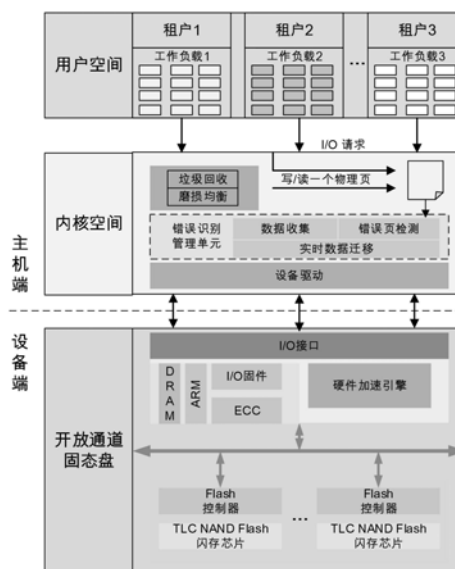 租户1
租户2
租户3
用户空间
工作负载1
工作负载2
...
工作负载3
I/O 请求
垃圾回收
磨损均衡
写/读一个物理页
内核空间
错误识别
管理单元
数据收集
错误页检测
实时数据迁移
设备驱动
主机端
设备端
I/O接口
DRAM
ARM
I/O固件
ECC
硬件加速引擎
开放通道
固态盘
Flash
控制器
TLC NAND Flash
闪存芯片
...
Flash
控制器
TLC NAND Flash
闪存芯片